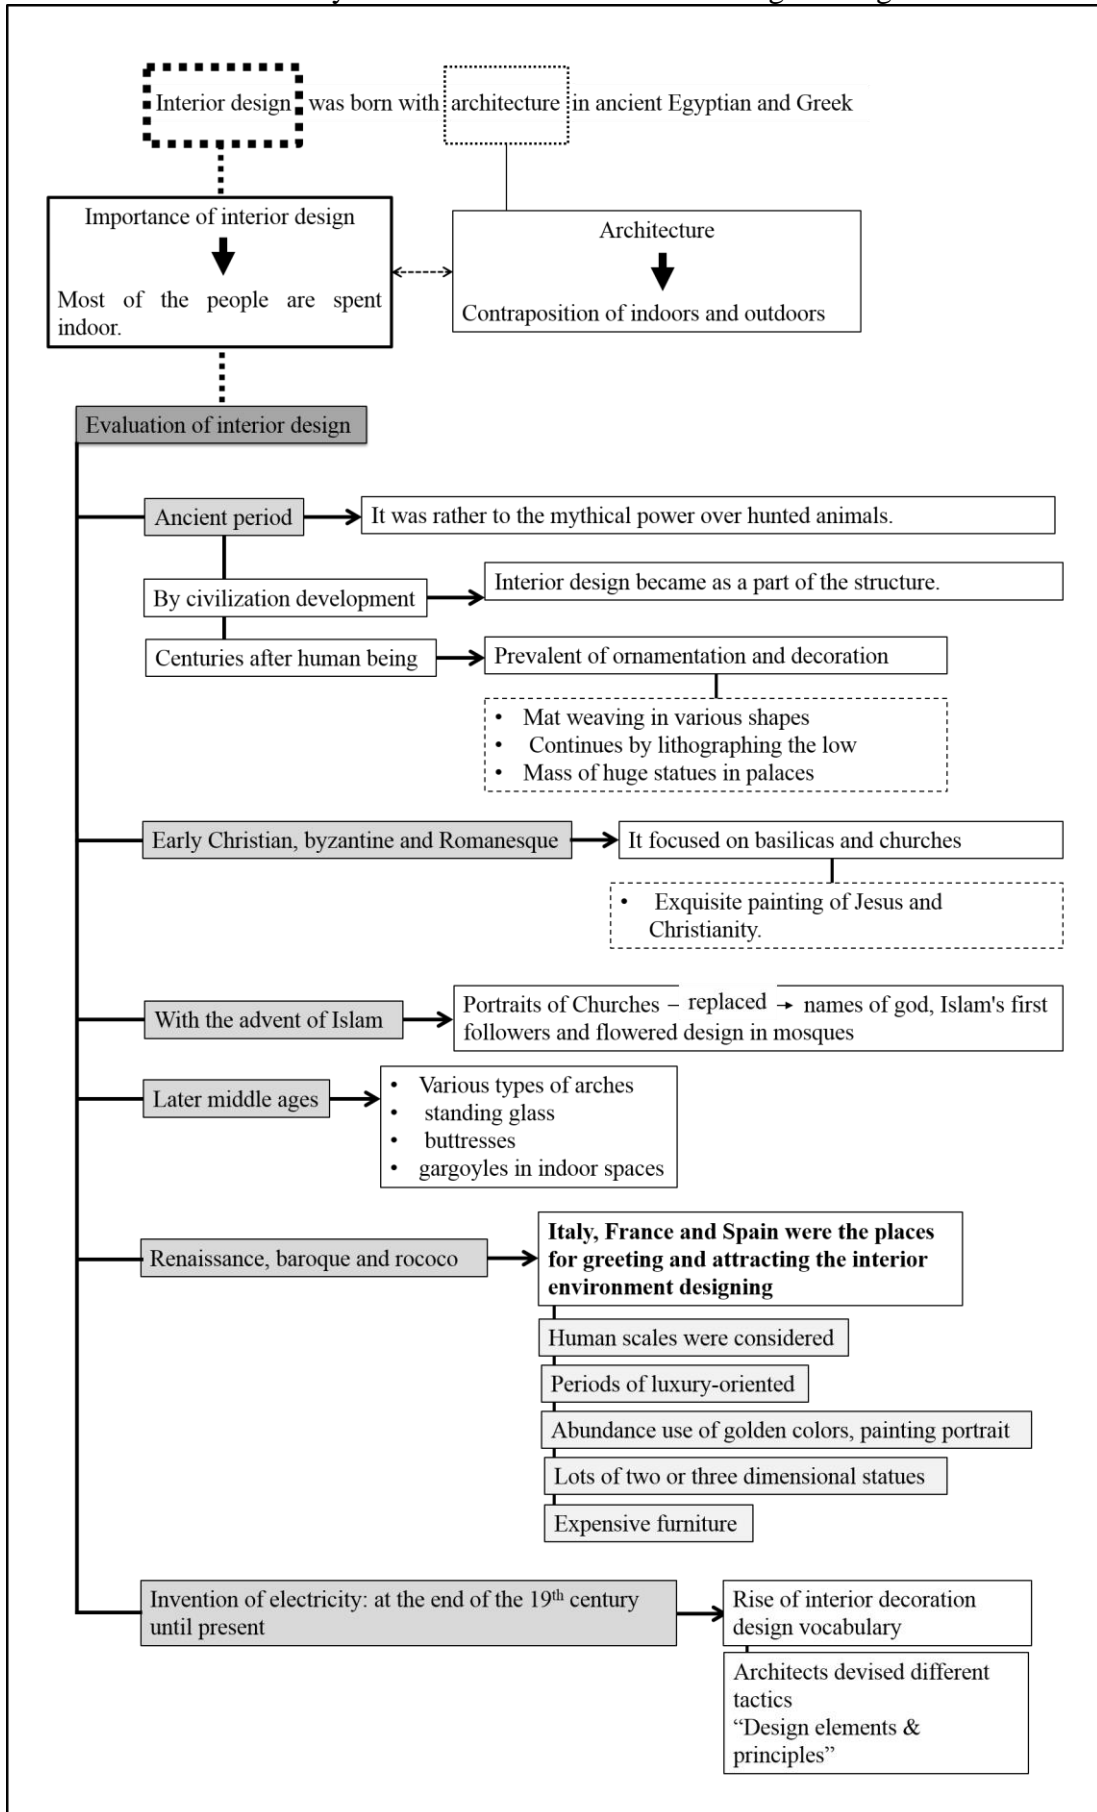 Interior design was born with architecture in ancient Egyptian and Greek
Importance of interior design
Most of the people are spent
indoor.
Architecture
Contraposition of indoors and outdoors
Evaluation of interior design
Ancient period
It was rather to the mythical power over hunted animals.
By civilization development
Interior design became as a part of the structure.
Centuries after human being
Prevalent of ornamentation and decoration
• Mat weaving in various shapes
• Continues by lithographing the low
• Mass of huge statues in palaces
Early Christian, byzantine and Romanesque
It focused on basilicas and churches
• Exquisite painting of Jesus and
Christianity.
With the advent of Islam
Portraits of Churches – replaced → names of god, Islam's first
followers and flowered design in mosques
Later middle ages
• Various types of arches
• standing glass
• buttresses
• gargoyles in indoor spaces
Renaissance, baroque and rococo
Italy, France and Spain were the places
for greeting and attracting the interior
environment designing
Human scales were considered
Periods of luxury-oriented
Abundance use of golden colors, painting portrait
Lots of two or three dimensional statues
Expensive furniture
Invention of electricity: at the end of the 19th century
until present
Rise of interior decoration
design vocabulary
Architects devised different
tactics
“Design elements &
principles”